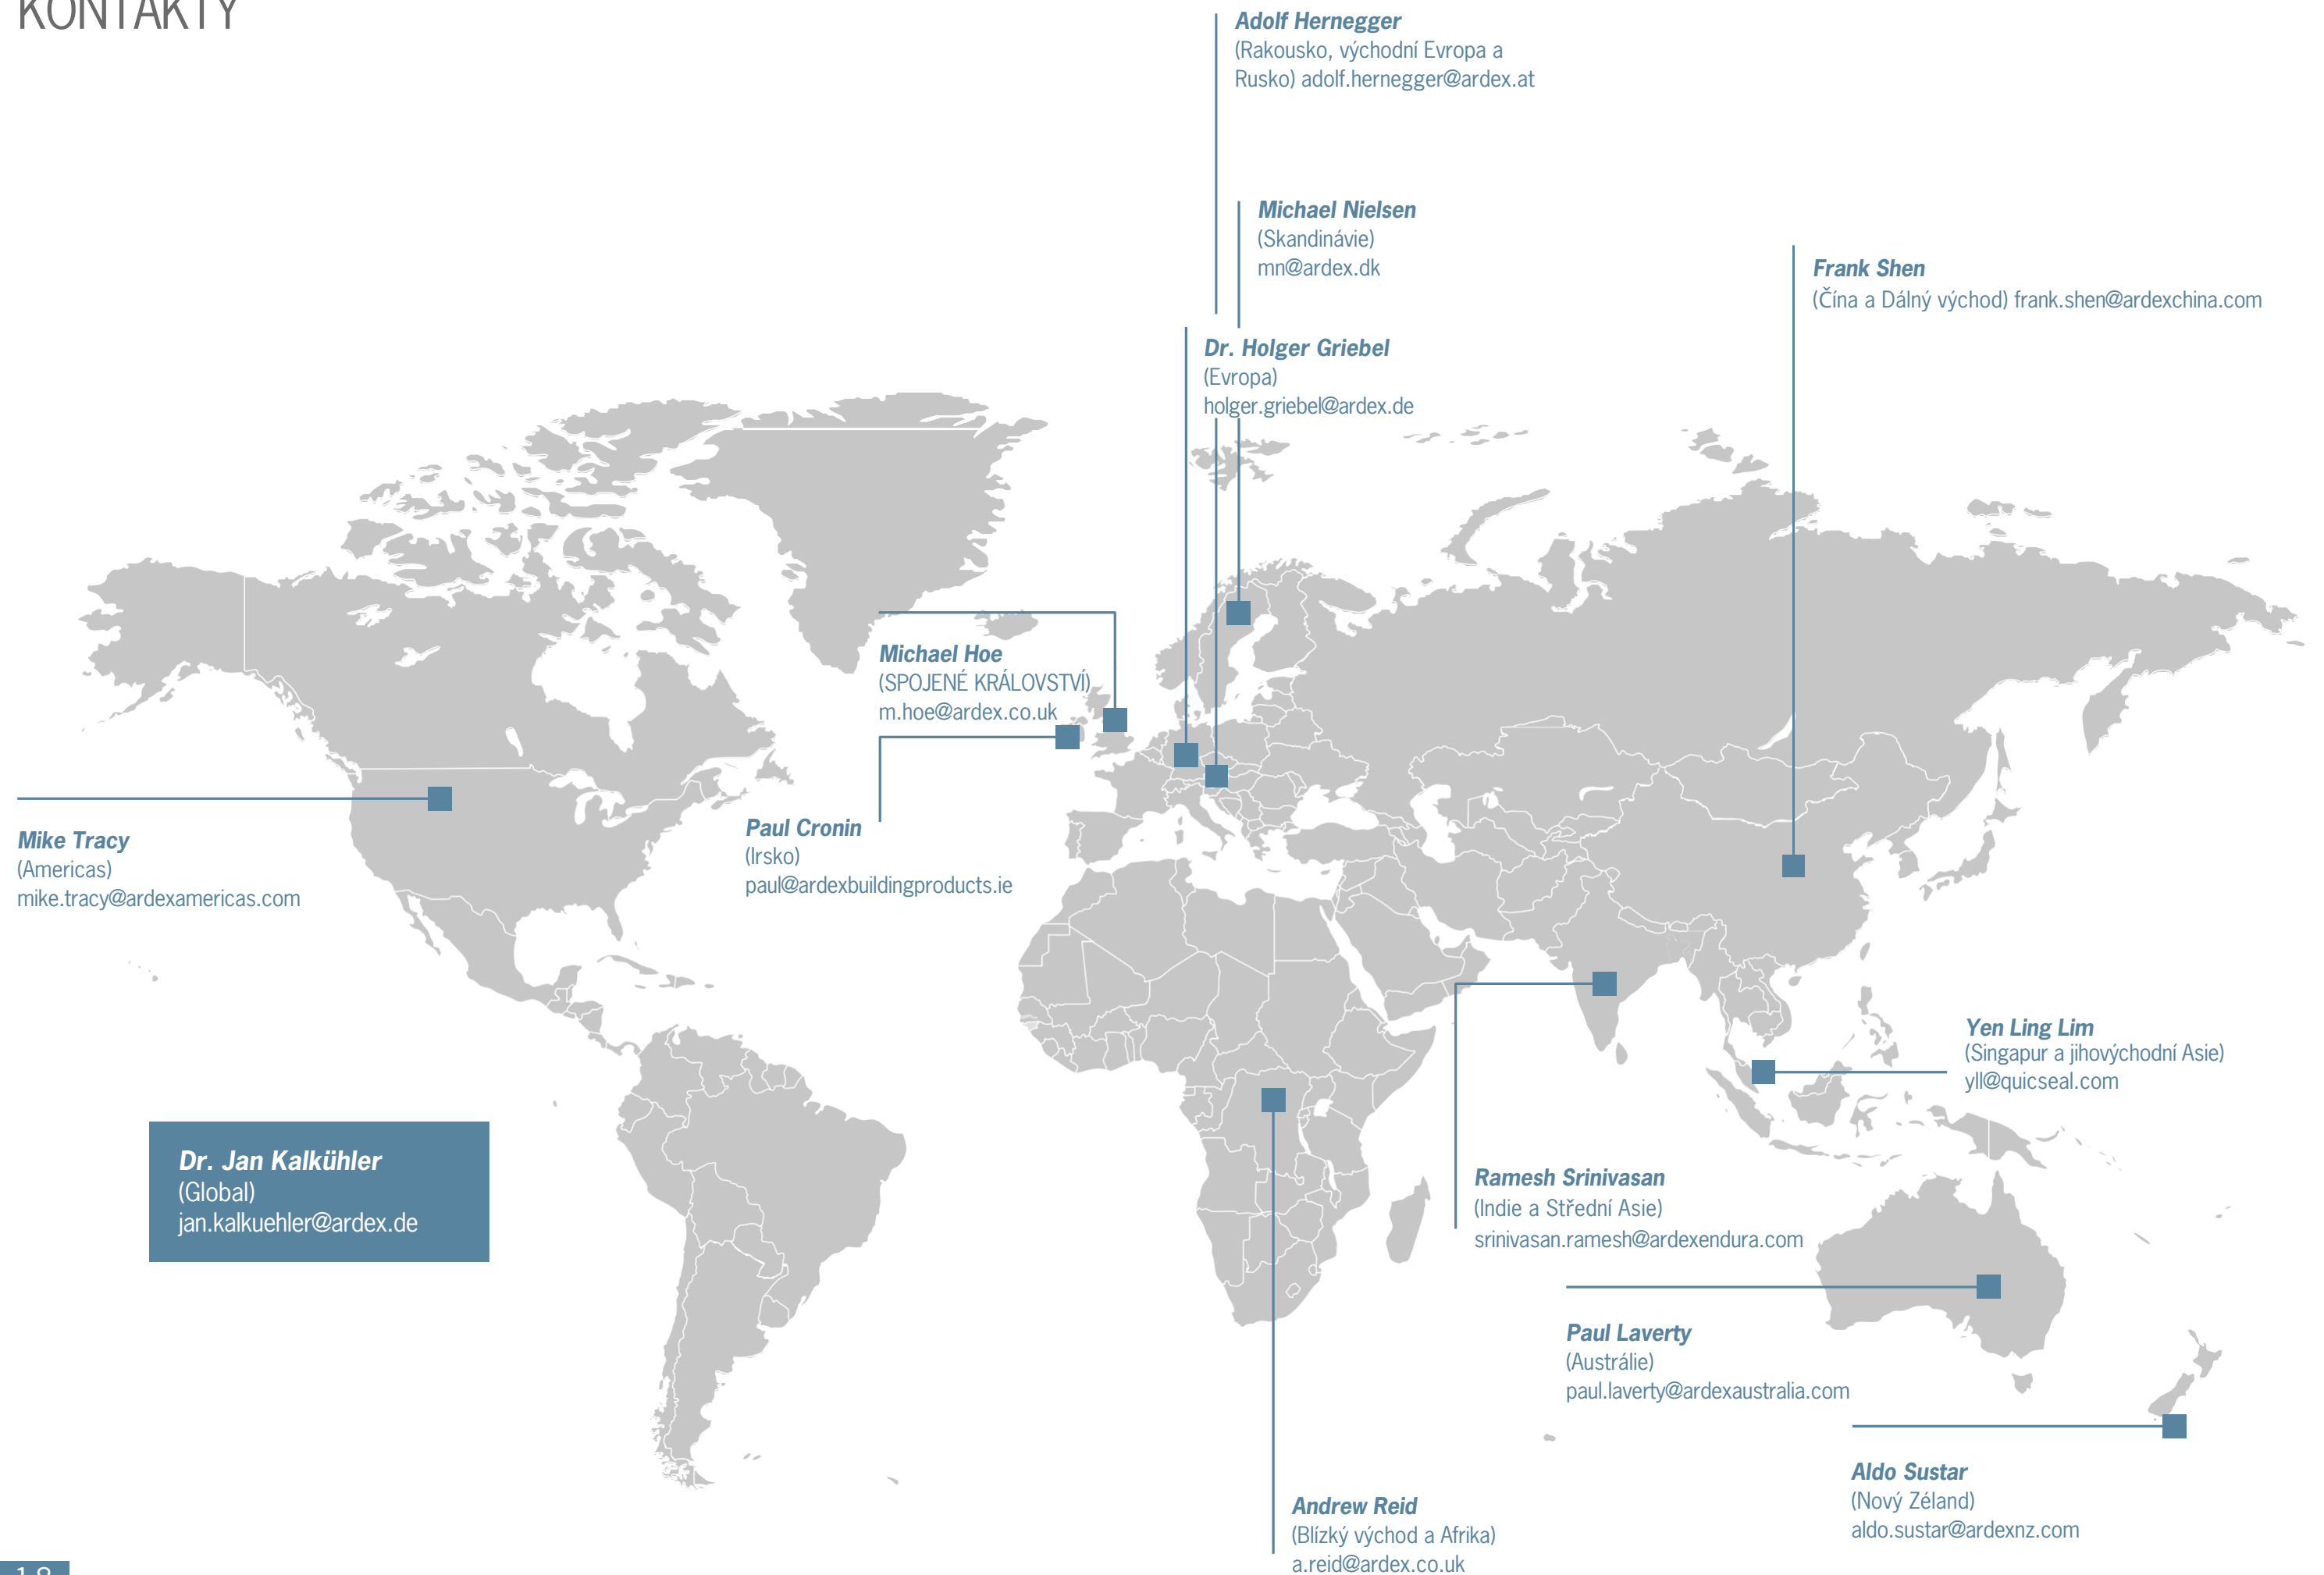 KONTAKTY
Adolf Hernegger
(Rakousko, východní Evropa a
Rusko) adolf.hernegger@ardex.at
Michael Nielsen
(Skandinávie)
mn@ardex.dk
Frank Shen
(Čína a Dálný východ) frank.shen@ardexchina.com
Dr. Holger Griebel
(Evropa)
holger.griebel@ardex.de
Michael Hoe
(SPOJENÉ KRÁLOVSTVÍ)
m.hoe@ardex.co.uk
Mike Tracy
(Americas)
mike.tracy@ardexamericas.com
Paul Cronin
(Irsko)
paul@ardexbuildingproducts.ie
Yen Ling Lim
(Singapur a jihovýchodní Asie)
yll@quicseal.com
Dr. Jan Kalkühler
(Global)
jan.kalkuehler@ardex.de
Ramesh Srinivasan
(Indie a Střední Asie)
srinivasan.ramesh@ardexendura.com
Paul Laverty
(Austrálie)
paul.laverty@ardexaustralia.com
Aldo Sustar
(Nový Zéland)
aldo.sustar@ardexnz.com
Andrew Reid
(Blízký východ a Afrika)
a.reid@ardex.co.uk
18